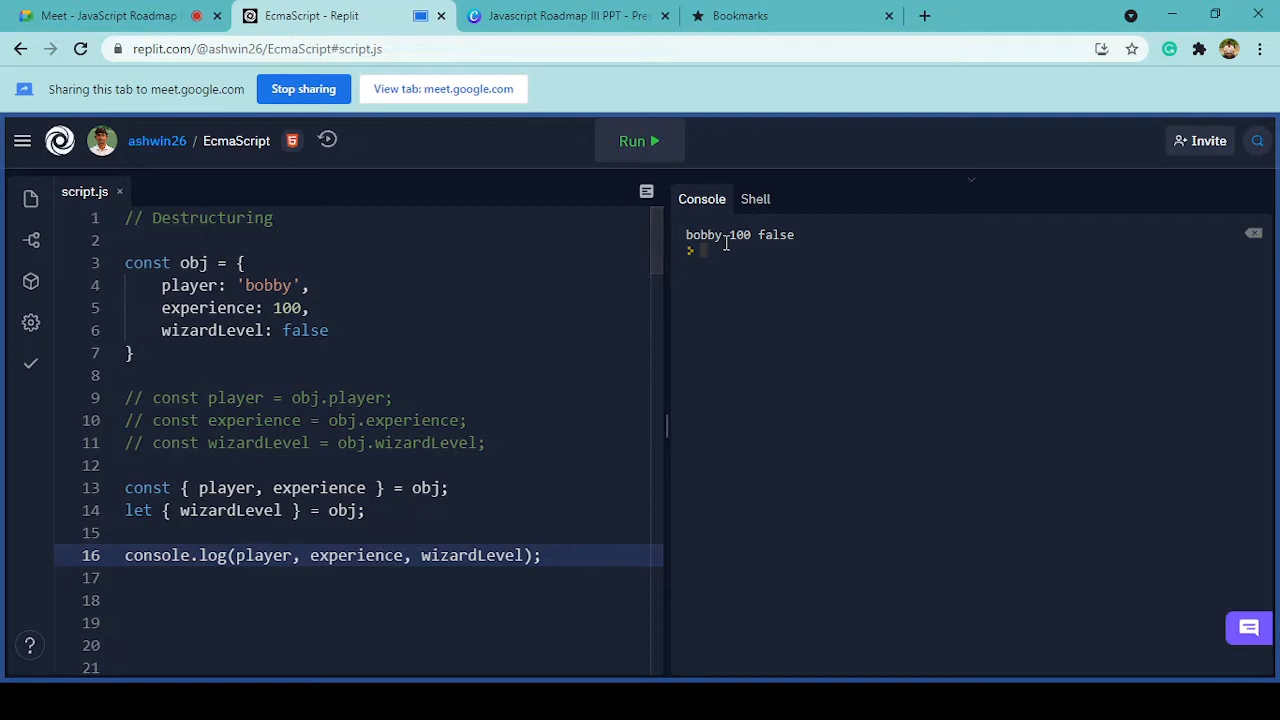 Meet - JavaScript Roadmap
EcmaScript - Replit
Javascript Roadmap III PPT - Pres
Bookmarks
replit.com/@ashwin26/EcmaScript#script.js
Sharing this tab to meet.google.com
Stop sharing
View tab: meet.google.com
ashwin26 / EcmaScript
Run
Invite
script.js
Console
Shell
1 // Destructuring
2
3 const obj = {
4 player: 'bobby',
5 experience: 100,
6 wizardLevel: false
7 }
8
9 // const player = obj.player;
10 // const experience = obj.experience;
11 // const wizardLevel = obj.wizardLevel;
12
13 const { player, experience } = obj;
14 let { wizardLevel } = obj;
15
16 console.log(player, experience, wizardLevel);
17
18
19
20
21
bobby 100 false
>
?